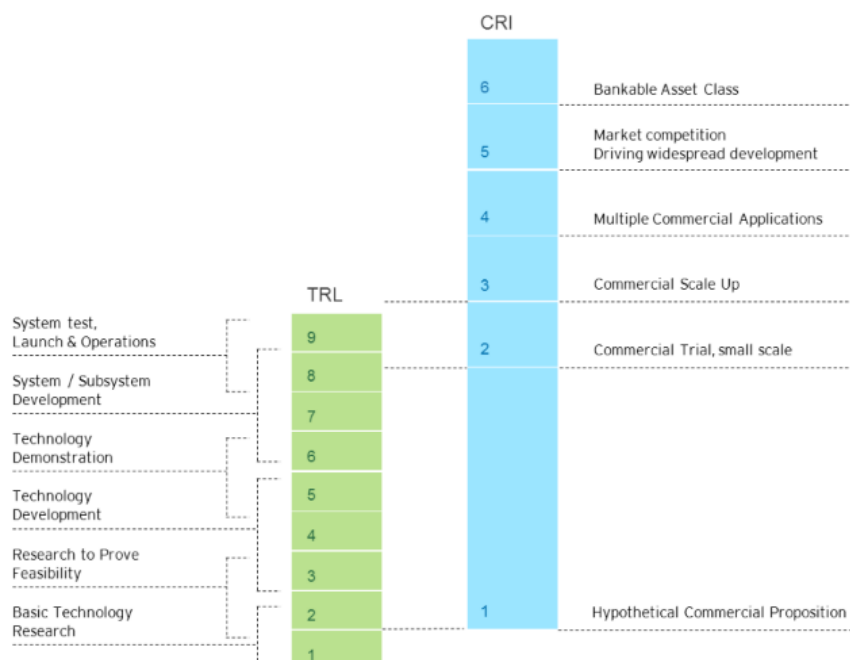 CRI
6
Bankable Asset Class
Market competition
5
Driving widespread development
4
Multiple Commercial Applications
3
Commercial Scale Up
TRL
System test,
Launch & Operations
9
2
Commercial Trial, small scale
8
System / Subsystem
Development
7
Technology
Demonstration
6
5
Technology
Development
4
Research to Prove
Feasibility
3
Basic Technology
Research
2
1
Hypothetical Commercial Proposition
1